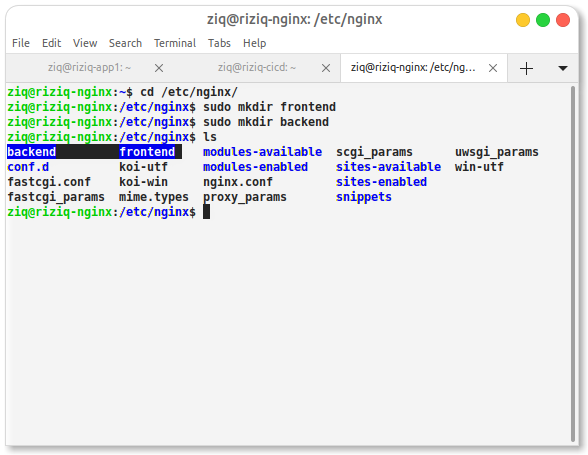 ziq@riziq-nginx: /etc/nginx
File Edit View Search Terminal Tabs Help
ziq@riziq-app1: ~ ziq@riziq-cicd: ~ ziq@riziq-nginx: /etc/ng...
ziq@riziq-nginx:~$ cd /etc/nginx/
ziq@riziq-nginx:/etc/nginx$ sudo mkdir frontend
ziq@riziq-nginx:/etc/nginx$ sudo mkdir backend
ziq@riziq-nginx:/etc/nginx$ ls
backend frontend modules-available scgi_params uwsgi_params
conf.d koi-utf modules-enabled sites-available win-utf
fastcgi.conf koi-win nginx.conf sites-enabled
fastcgi_params mime.types proxy_params snippets
ziq@riziq-nginx:/etc/nginx$